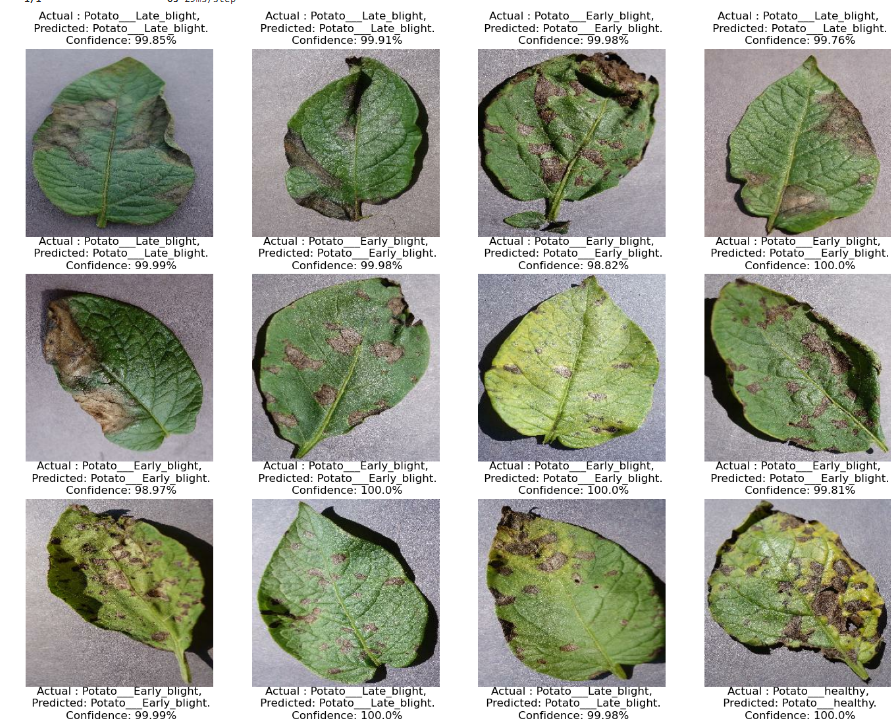 Actual : Potato___Late_blight,
Predicted: Potato___Late_blight.
Confidence: 99.85%
Actual : Potato___Late_blight,
Predicted: Potato___Late_blight.
Confidence: 99.91%
Actual : Potato___Early_blight,
Predicted: Potato___Early_blight.
Confidence: 99.98%
Actual : Potato___Late_blight,
Predicted: Potato___Late_blight.
Confidence: 99.76%
Actual : Potato___Late_blight,
Predicted: Potato___Late_blight.
Confidence: 99.99%
Actual : Potato___Early_blight,
Predicted: Potato___Early_blight.
Confidence: 99.98%
Actual : Potato___Early_blight,
Predicted: Potato___Early_blight.
Confidence: 98.82%
Actual : Potato___Early_blight,
Predicted: Potato___Early_blight.
Confidence: 100.0%
Actual : Potato___Early_blight,
Predicted: Potato___Early_blight.
Confidence: 98.97%
Actual : Potato___Early_blight,
Predicted: Potato___Early_blight.
Confidence: 100.0%
Actual : Potato___Early_blight,
Predicted: Potato___Early_blight.
Confidence: 100.0%
Actual : Potato___Early_blight,
Predicted: Potato___Early_blight.
Confidence: 99.81%
Actual : Potato___Early_blight,
Predicted: Potato___Early_blight.
Confidence: 99.99%
Actual : Potato___Late_blight,
Predicted: Potato___Late_blight.
Confidence: 100.0%
Actual : Potato___Late_blight,
Predicted: Potato___Late_blight.
Confidence: 99.98%
Actual : Potato___healthy,
Predicted: Potato___healthy.
Confidence: 100.0%